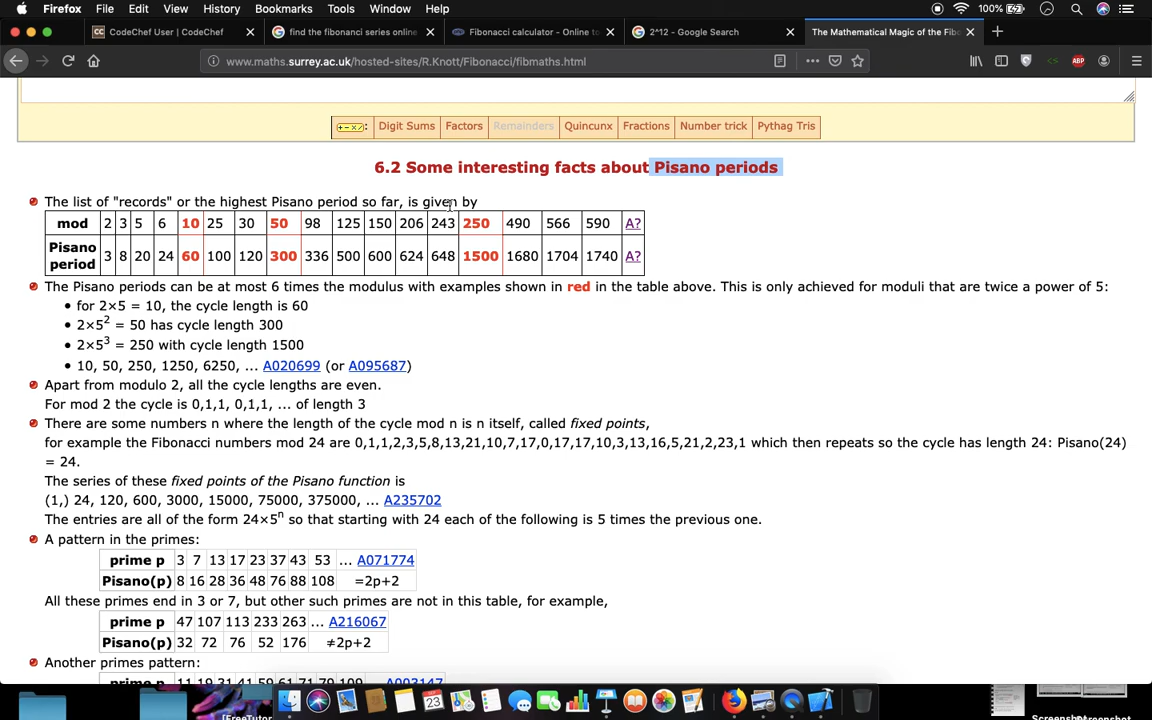 Firefox File Edit View History Bookmarks Tools Window Help 100%
CodeChef User | CodeChef find the fibonanci series online Fibonacci calculator - Online to 2^12 - Google Search The Mathematical Magic of the Fibo
www.maths.surrey.ac.uk/hosted-sites/R.Knott/Fibonacci/fibmaths.html ABP
Digit Sums Factors Remainders Quincunx Fractions Number trick Pythag Tris
6.2 Some interesting facts about Pisano periods
The list of "records" or the highest Pisano period so far, is given by
mod 2 3 5 6 10 25 30 50 98 125 150 206 243 250 490 566 590 A?
Pisano period 3 8 20 24 60 100 120 300 336 500 600 624 648 1500 1680 1704 1740 A?
The Pisano periods can be at most 6 times the modulus with examples shown in red in the table above. This is only achieved for moduli that are twice a power of 5:
• for 2×5 = 10, the cycle length is 60
• 2×5² = 50 has cycle length 300
• 2×5³ = 250 with cycle length 1500
• 10, 50, 250, 1250, 6250, ... A020699 (or A095687)
Apart from modulo 2, all the cycle lengths are even.
For mod 2 the cycle is 0,1,1, 0,1,1, ... of length 3
There are some numbers n where the length of the cycle mod n is n itself, called fixed points,
for example the Fibonacci numbers mod 24 are 0,1,1,2,3,5,8,13,21,10,7,17,0,17,17,10,3,13,16,5,21,2,23,1 which then repeats so the cycle has length 24: Pisano(24)
= 24.
The series of these fixed points of the Pisano function is
(1,) 24, 120, 600, 3000, 15000, 75000, 375000, ... A235702
The entries are all of the form 24×5ⁿ so that starting with 24 each of the following is 5 times the previous one.
A pattern in the primes:
prime p 3 7 13 17 23 37 43 53 ... A071774
Pisano(p) 8 16 28 36 48 76 88 108 =2p+2
All these primes end in 3 or 7, but other such primes are not in this table, for example,
prime p 47 107 113 233 263 ... A216067
Pisano(p) 32 72 76 52 176 ≠2p+2
Another primes pattern:
prime p 11 19 31 41 59 61 71 79 109 A003147
23
[FreeTutor